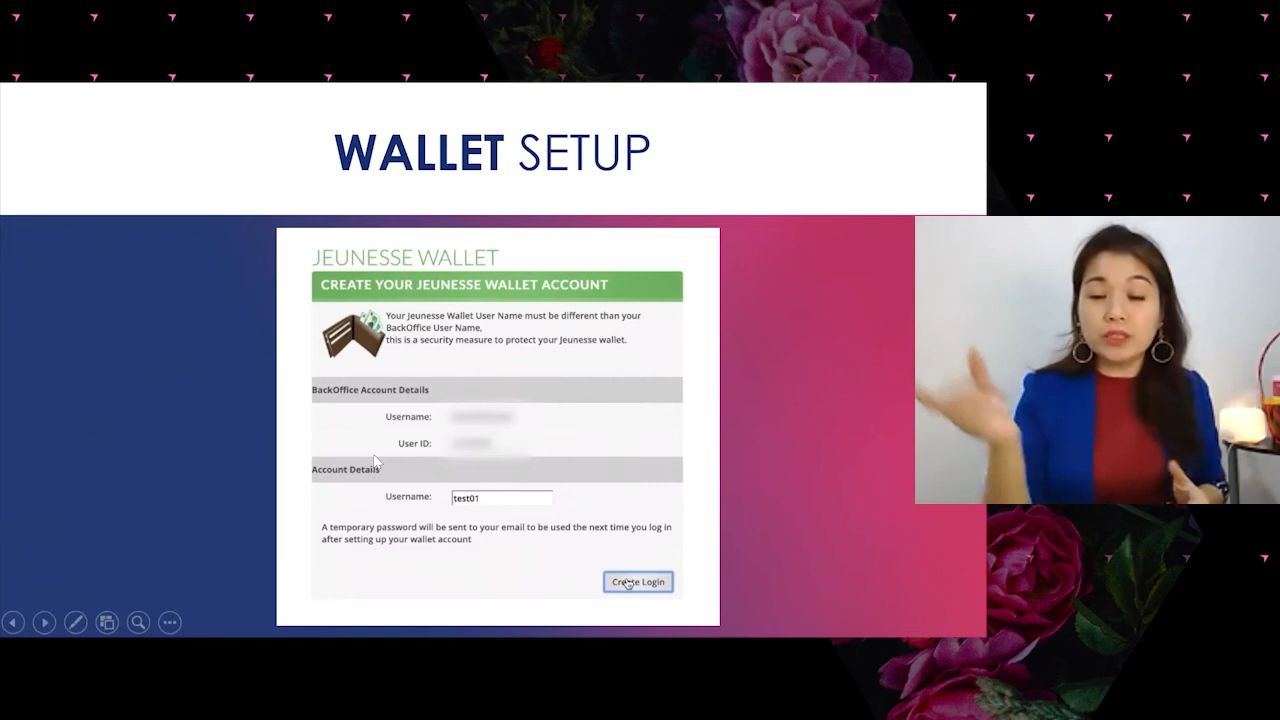 WALLET SETUP
JEUNESSE WALLET
CREATE YOUR JEUNESSE WALLET ACCOUNT
Your Jeunesse Wallet User Name must be different than your
BackOffice User Name,
this is a security measure to protect your Jeunesse wallet.
BackOffice Account Details
Username:
User ID:
Account Details
Username: test01
A temporary password will be sent to your email to be used the next time you log in
after setting up your wallet account
Create Login